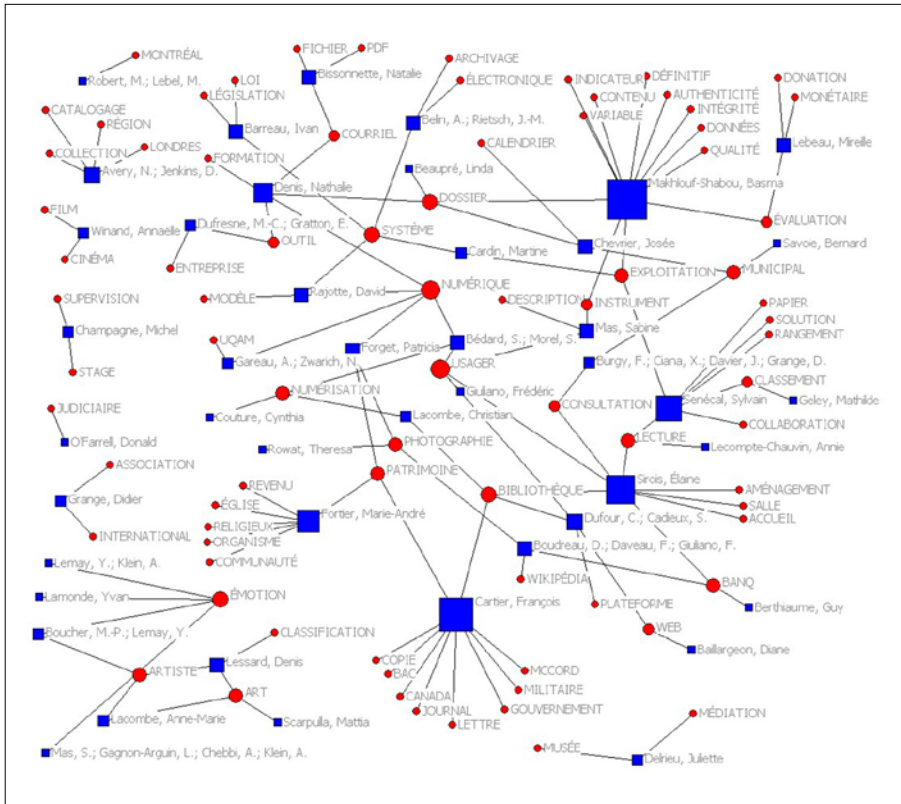 MONTRÉAL
Robert, M.; Lebel, M.
FICHIER
PDF
Bissonnette, Natalie
ARCHIVAGE
ÉLECTRONIQUE
INDICATEUR
DÉFINITIF
CONTENU
AUTHENTICITÉ
VARIABLE
INTÉGRITÉ
DONNÉES
QUALITÉ
DONATION
MONÉTAIRE
LOI
LÉGISLATION
CATALOGAGE
RÉGION
Barreau, Ivan
COURRIEL
Belin, A.; Rietsch, J.-M.
CALENDRIER
Lebeau, Mireille
COLLECTION
LONDRES
FORMATION
Avery, N.; Jenkins, D.
Beaupré, Linda
Denis, Nathalie
DOSSIER
Makhlouf-Shabou, Basma
FILM
Winand, Annaelle
Dufresne, M.-C.; Gratton, E.
SYSTÈME
ÉVALUATION
CINÉMA
OUTIL
Cardin, Martine
Chevrier, Josée
Savoie, Bernard
ENTREPRISE
EXPLOITATION
MUNICIPAL
SUPERVISION
MODÈLE
Rajotte, David
NUMÉRIQUE
DESCRIPTION
INSTRUMENT
PAPIER
Champagne, Michel
SOLUTION
Mas, Sabine
RANGEMENT
UQAM
Forget, Patricia
Bédard, S.; Morel, S.
Gareau, A.; Zwarich, N.
USAGER
Burgy, F.; Ciana, X.; Davier, J.; Grange, D.
STAGE
NUMÉRISATION
Giuliano, Frédéric
CLASSEMENT
Geley, Mathilde
JUDICIAIRE
Couture, Cynthia
Lacombe, Christian
CONSULTATION
Senécal, Sylvain
COLLABORATION
O'Farrell, Donald
Rowat, Theresa
PHOTOGRAPHIE
LECTURE
Lecompte-Chauvin, Annie
ASSOCIATION
PATRIMOINE
REVENU
BIBLIOTHÈQUE
Sirois, Élaine
AMÉNAGEMENT
Grange, Didier
ÉGLISE
SALLE
RELIGIEUX
Fortier, Marie-André
Dufour, C.; Cadieux, S.
ACCUEIL
INTERNATIONAL
ORGANISME
Boudreau, D.; Daveau, F.; Giuliano, F.
Lemay, Y.; Klein, A.
COMMUNAUTÉ
WIKIPÉDIA
BANQ
Lamonde, Yvan
ÉMOTION
Cartier, François
PLATEFORME
Berthiaume, Guy
Boucher, M.-P.; Lemay, Y.
CLASSIFICATION
WEB
Baillargeon, Diane
ARTISTE
Lessard, Denis
COPIE
BAC
MCCORD
CANADA
MILITAIRE
ART
JOURNAL
GOUVERNEMENT
Lacombe, Anne-Marie
Scarpulla, Mattia
LETTRE
MÉDIATION
Mas, S.; Gagnon-Arguin, L.; Chebbi, A.; Klein, A.
MUSÉE
Delrieu, Juliette